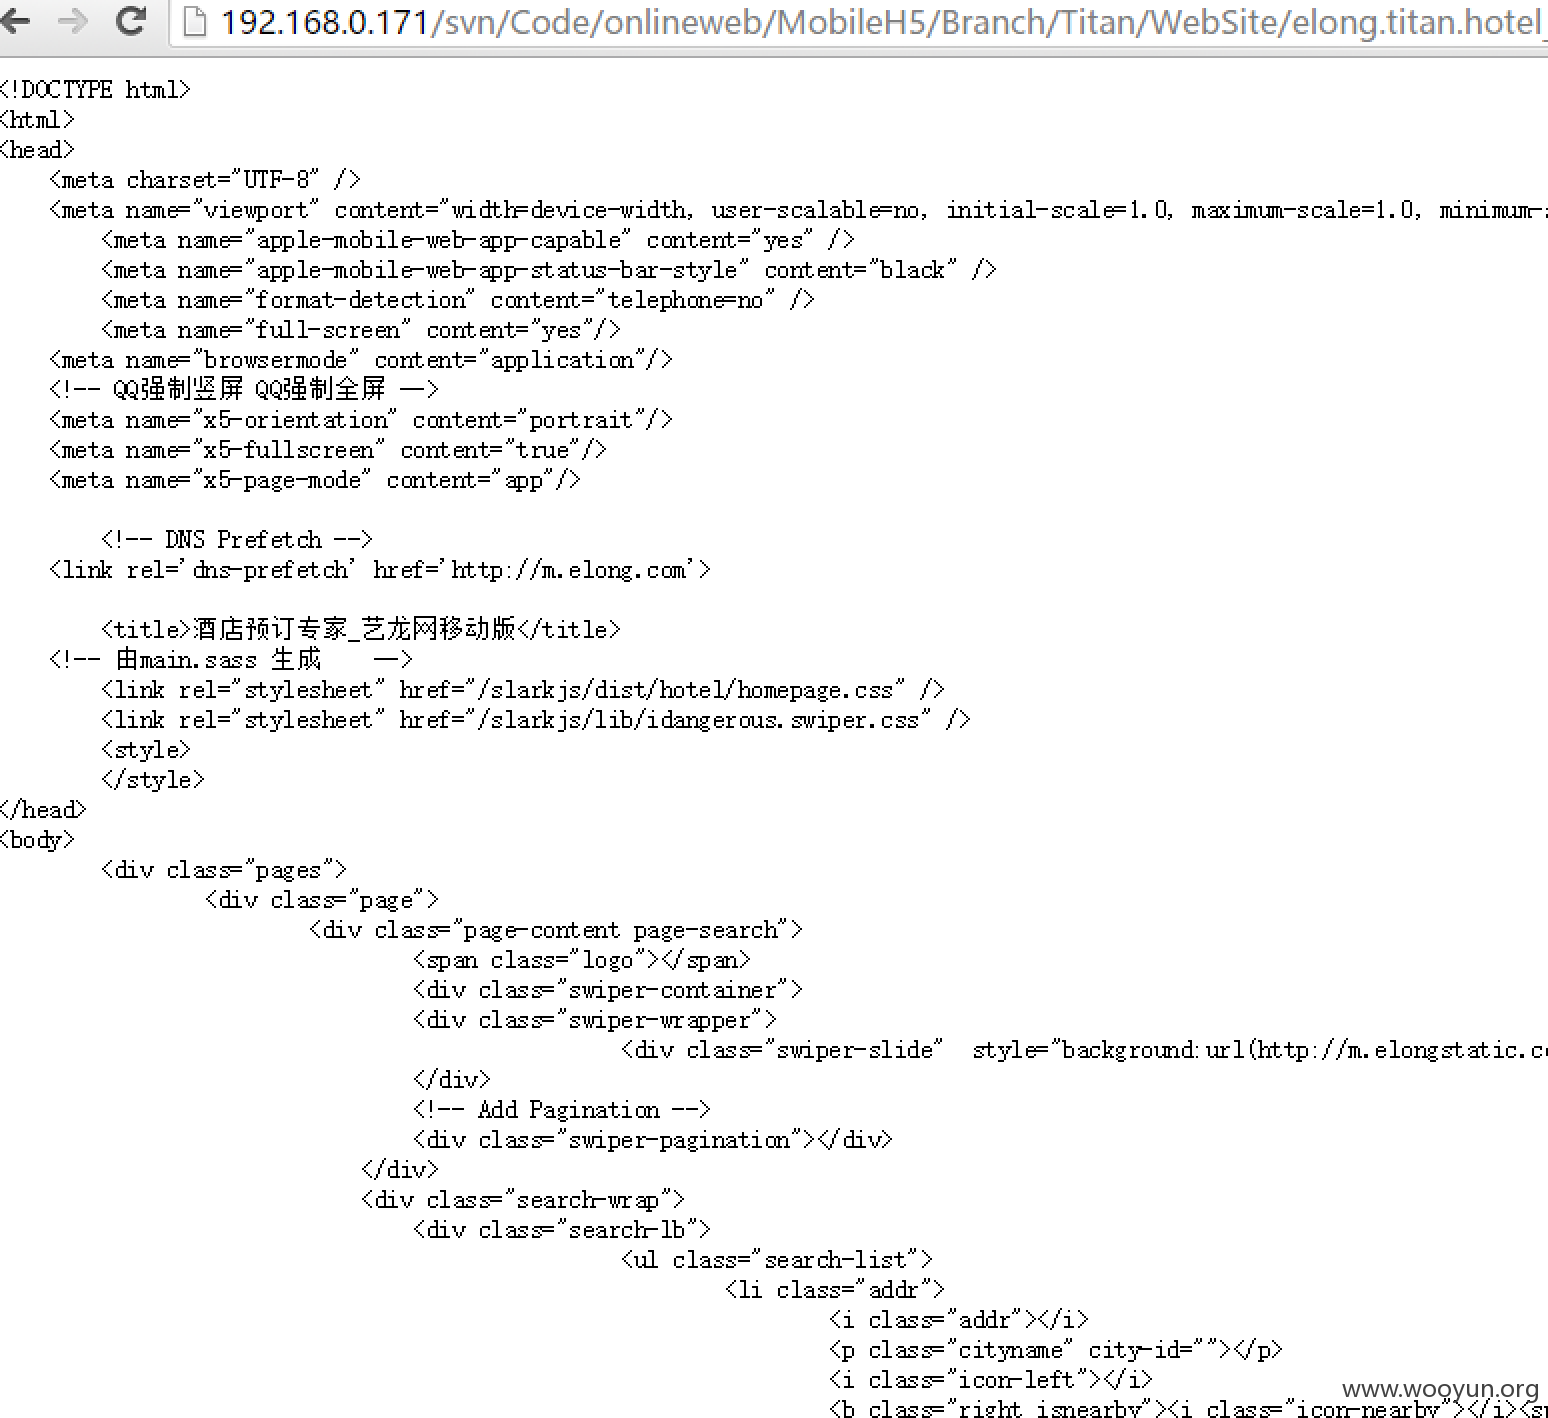 192.168.0.171/svn/Code/onlineweb/MobileH5/Branch/Titan/WebSite/elong.titan.hotel_
<!DOCTYPE html>
<html>
<head>
<meta charset="UTF-8" />
<meta name="viewport" content="width=device-width, user-scalable=no, initial-scale=1.0, maximum-scale=1.0, minimum-
<meta name="apple-mobile-web-app-capable" content="yes" />
<meta name="apple-mobile-web-app-status-bar-style" content="black" />
<meta name="format-detection" content="telephone=no" />
<meta name="full-screen" content="yes"/>
<meta name="browsermode" content="application"/>
<!-- QQ强制竖屏 QQ强制全屏 -->
<meta name="x5-orientation" content="portrait"/>
<meta name="x5-fullscreen" content="true"/>
<meta name="x5-page-mode" content="app"/>
<!-- DNS Prefetch -->
<link rel='dns-prefetch' href='http://m.elong.com'>
<title>酒店预订专家_艺龙网移动版</title>
<!-- 由main.sass 生成 -->
<link rel="stylesheet" href="/slarkjs/dist/hotel/homepage.css" />
<link rel="stylesheet" href="/slarkjs/lib/idangerous.swiper.css" />
<style>
</style>
</head>
<body>
<div class="pages">
<div class="page">
<div class="page-content page-search">
<span class="logo"></span>
<div class="swiper-container">
<div class="swiper-wrapper">
<div class="swiper-slide" style="background:url(http://m.elongstatic.co
</div>
<!-- Add Pagination -->
<div class="swiper-pagination"></div>
</div>
<div class="search-wrap">
<div class="search-lb">
<ul class="search-list">
<li class="addr">
<i class="addr"></i>
<p class="cityname" city-id=""></p>
<i class="icon-left"></i>
<b class="right isnearby"><i class="icon-nearby"></i><sp
www.wooyun.org